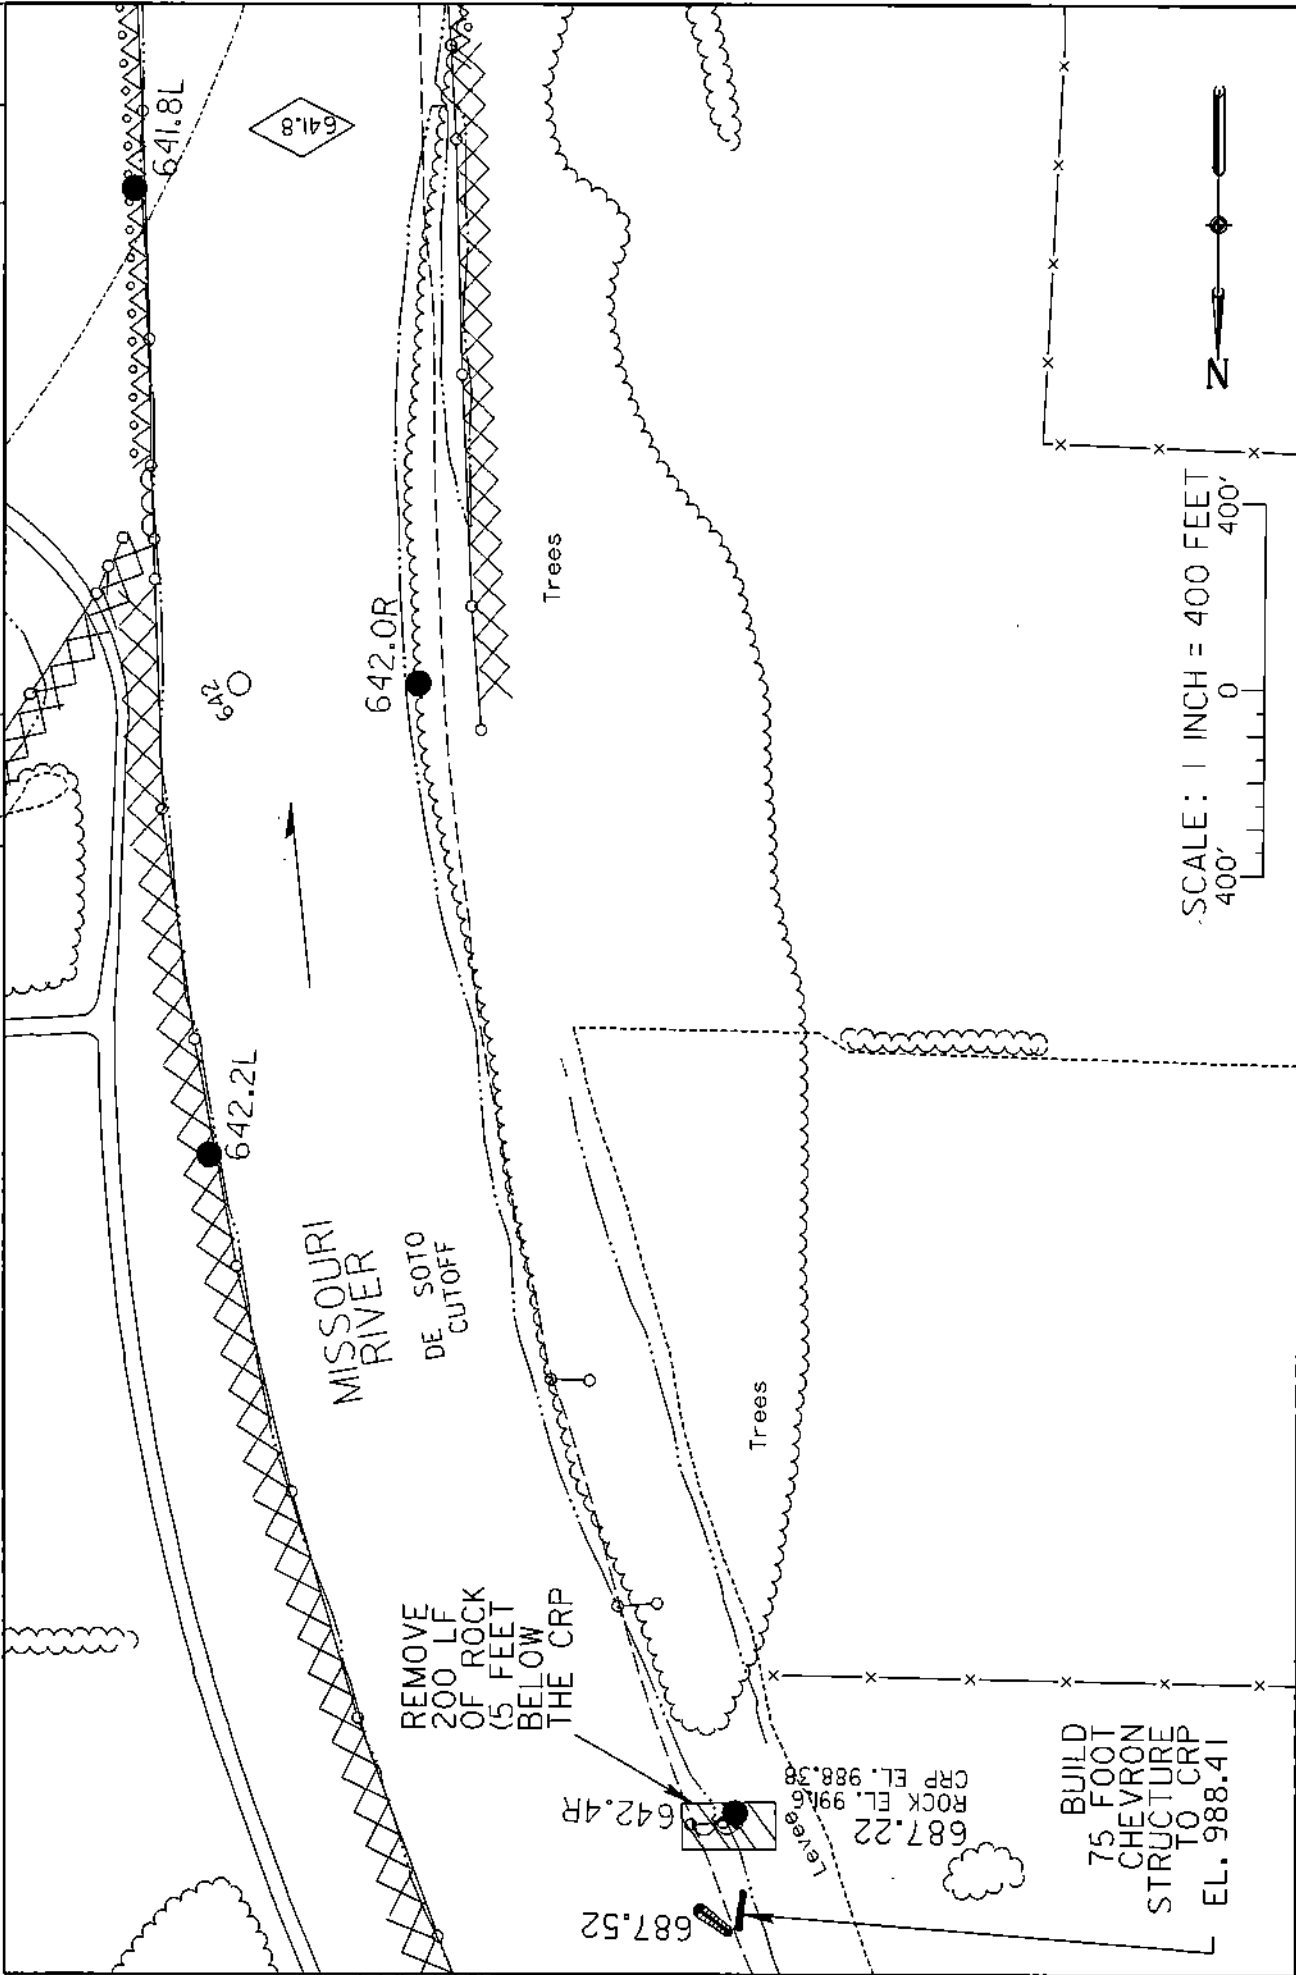 641.8L
641.8
642
642.0R
Trees
N
SCALE: 1 INCH = 400 FEET
400' 0 400'
642.2L
MISSOURI
RIVER
DE SOTO
CUTOFF
Trees
REMOVE
200 LF
OF ROCK
(5 FEET
BELOW
THE CRP
642.4R
687.22
ROCK EL. 991.6
CRP EL. 988.38
Levee
687.52
BUILD
75 FOOT
CHEVRON
STRUCTURE
TO CRP
EL. 988.41